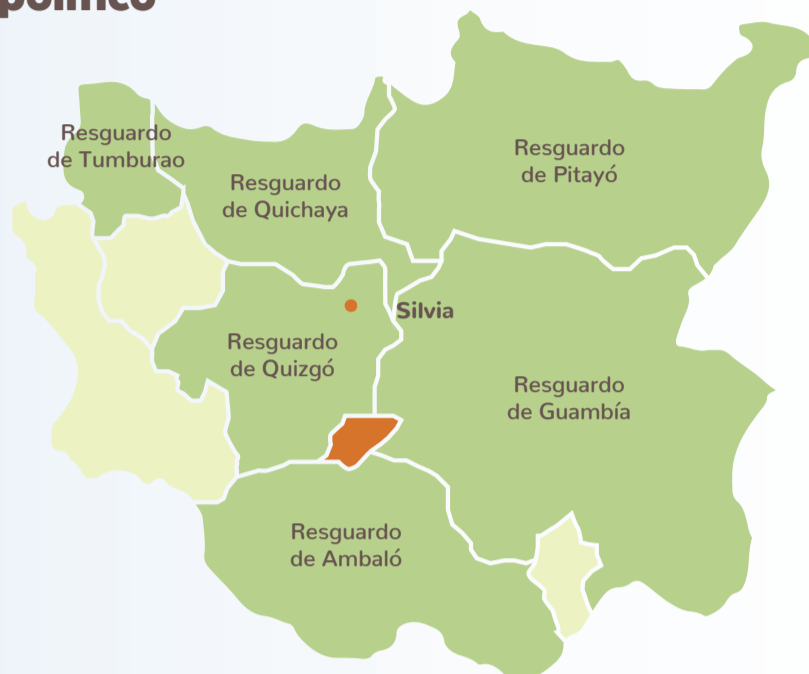 político
Resguardo
de Tumburao
Resguardo
de Quichaya
Resguardo
de Pitayó
Silvia
Resguardo
de Quizgó
Resguardo
de Guambía
Resguardo
de Ambaló